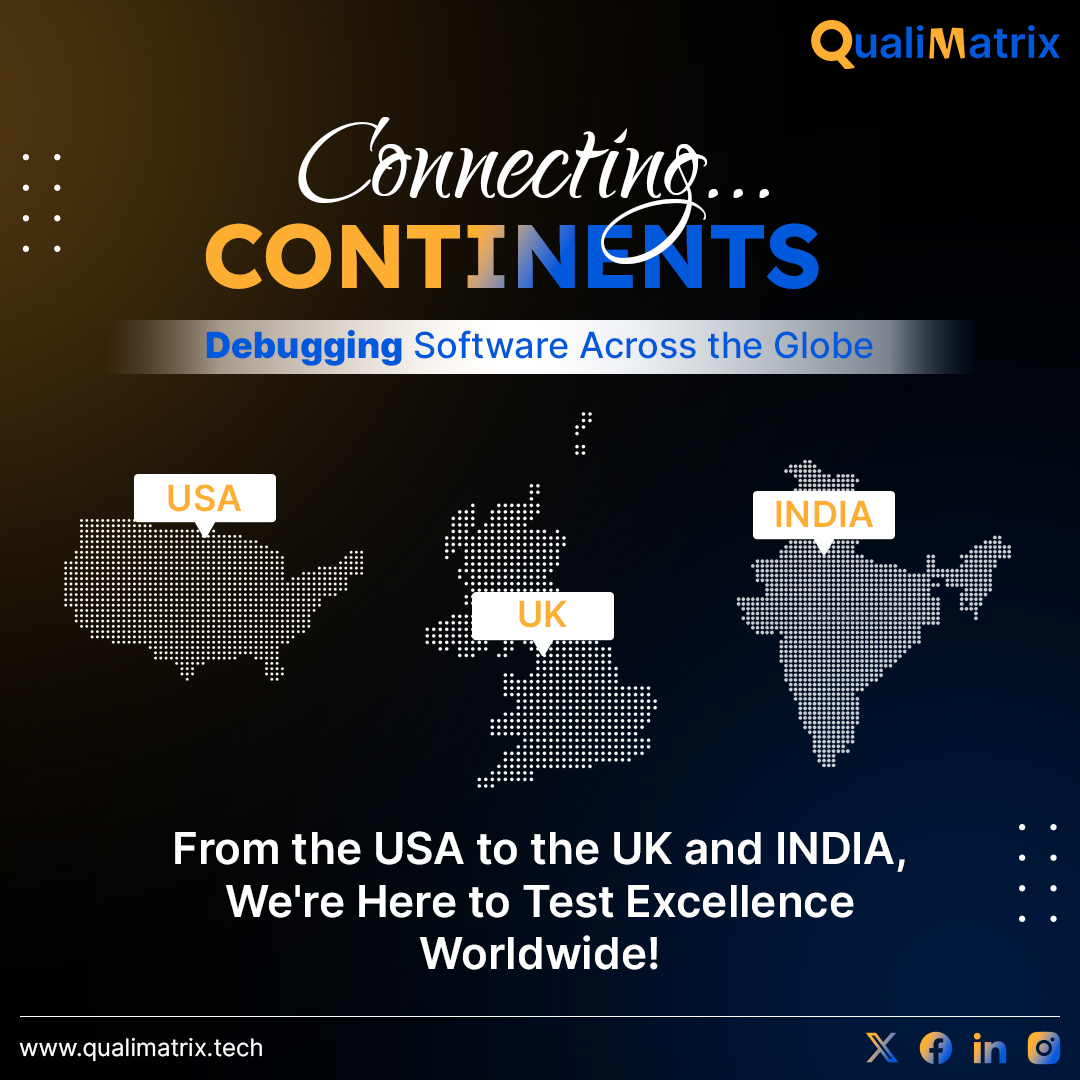 QualiMatrix
Connecting...
CONTINENTS
Debugging Software Across the Globe
USA
INDIA
UK
From the USA to the UK and INDIA,
We're Here to Test Excellence
Worldwide!
www.qualimatrix.tech